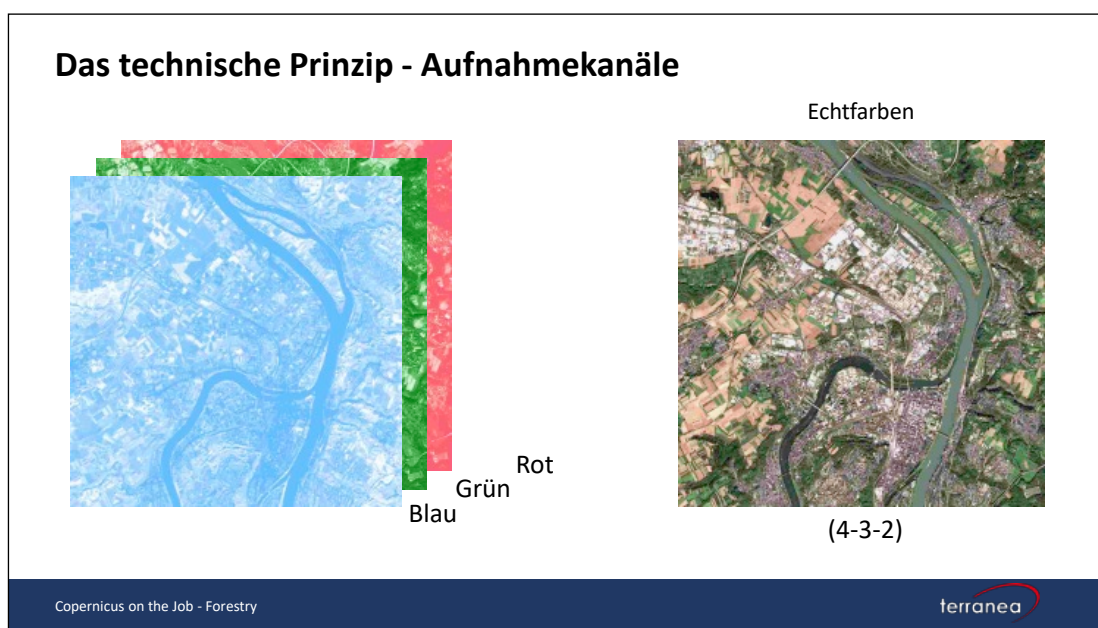 Das technische Prinzip - Aufnahmekanäle
Echtfarben
Rot
Grün
Blau
(4-3-2)
Copernicus on the Job - Forestry
terranea